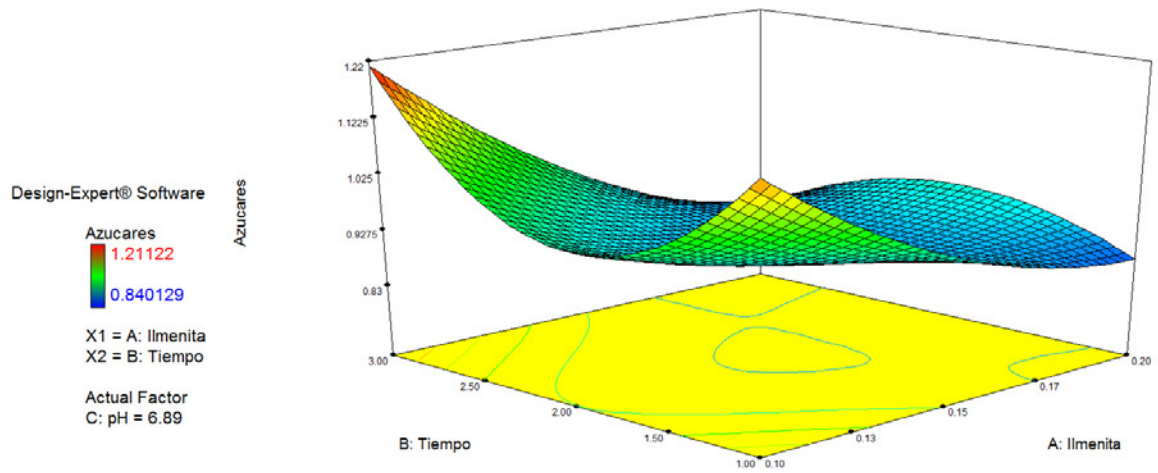 Design-Expert® Software
Azucares
1.21122
0.840129
X1 = A: Ilmenita
X2 = B: Tiempo
Actual Factor
C: pH = 6.89
Azucares
1.22
1.1225
1.025
0.9275
0.83
3.00
2.50
2.00
1.50
1.00
0.10
0.13
0.15
0.17
0.20
B: Tiempo
A: Ilmenita